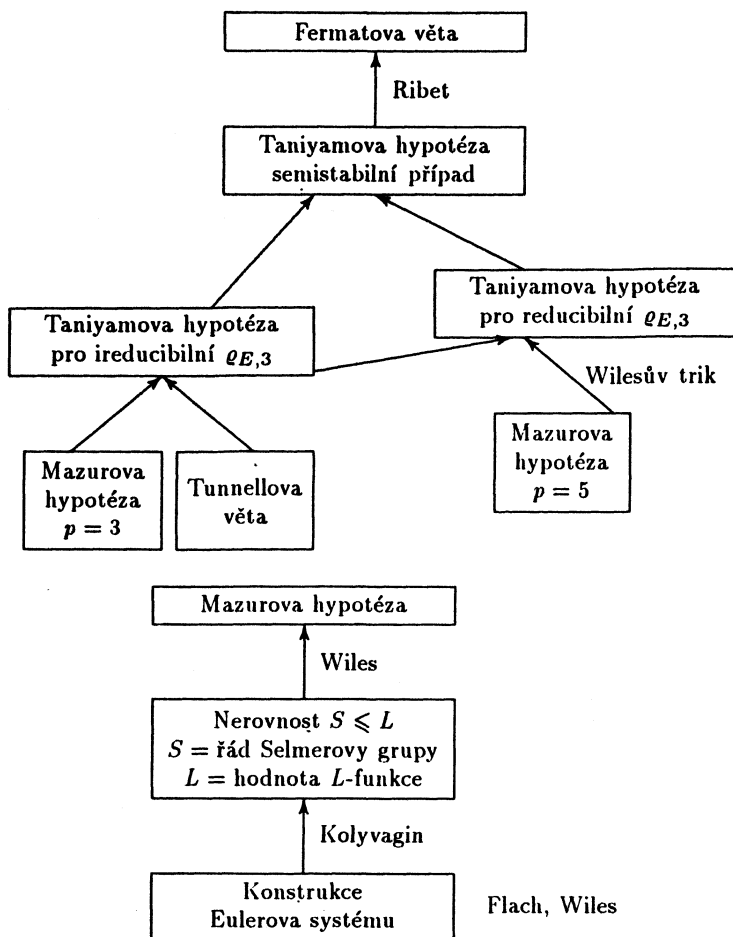 Fermatova věta
Ribet
Taniyamova hypotéza
semistabilní případ
Taniyamova hypotéza
pro reducibilní ϱE,3
Taniyamova hypotéza
pro ireducibilní ϱE,3
Wilesův trik
Mazurova
hypotéza
p = 3
Tunnellova
věta
Mazurova
hypotéza
p = 5
Mazurova hypotéza
Wiles
Nerovnost S ⩽ L
S = řád Selmerovy grupy
L = hodnota L-funkce
Kolyvagin
Konstrukce
Eulerova systému
Flach, Wiles